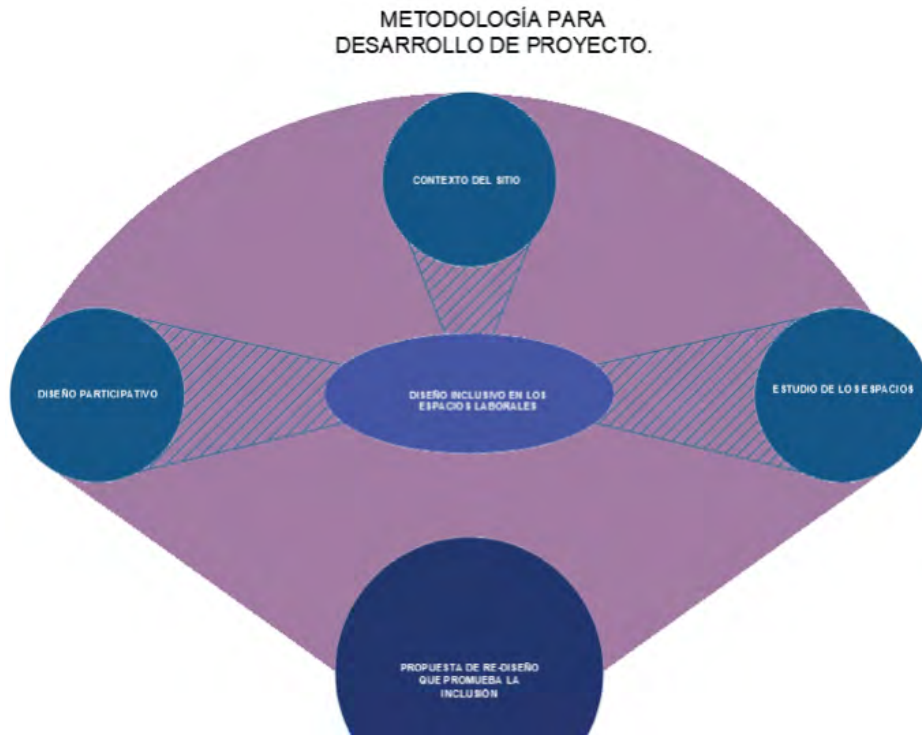 METODOLOGÍA PARA
DESARROLLO DE PROYECTO.
CONTEXTO DEL SITIO
DISEÑO PARTICIPATIVO
DISEÑO INCLUSIVO EN LOS
ESPACIOS LABORALES
ESTUDIO DE LOS ESPACIOS
PROPUESTA DE RE-DISEÑO
QUE PROMUEBA LA
INCLUSIÓN